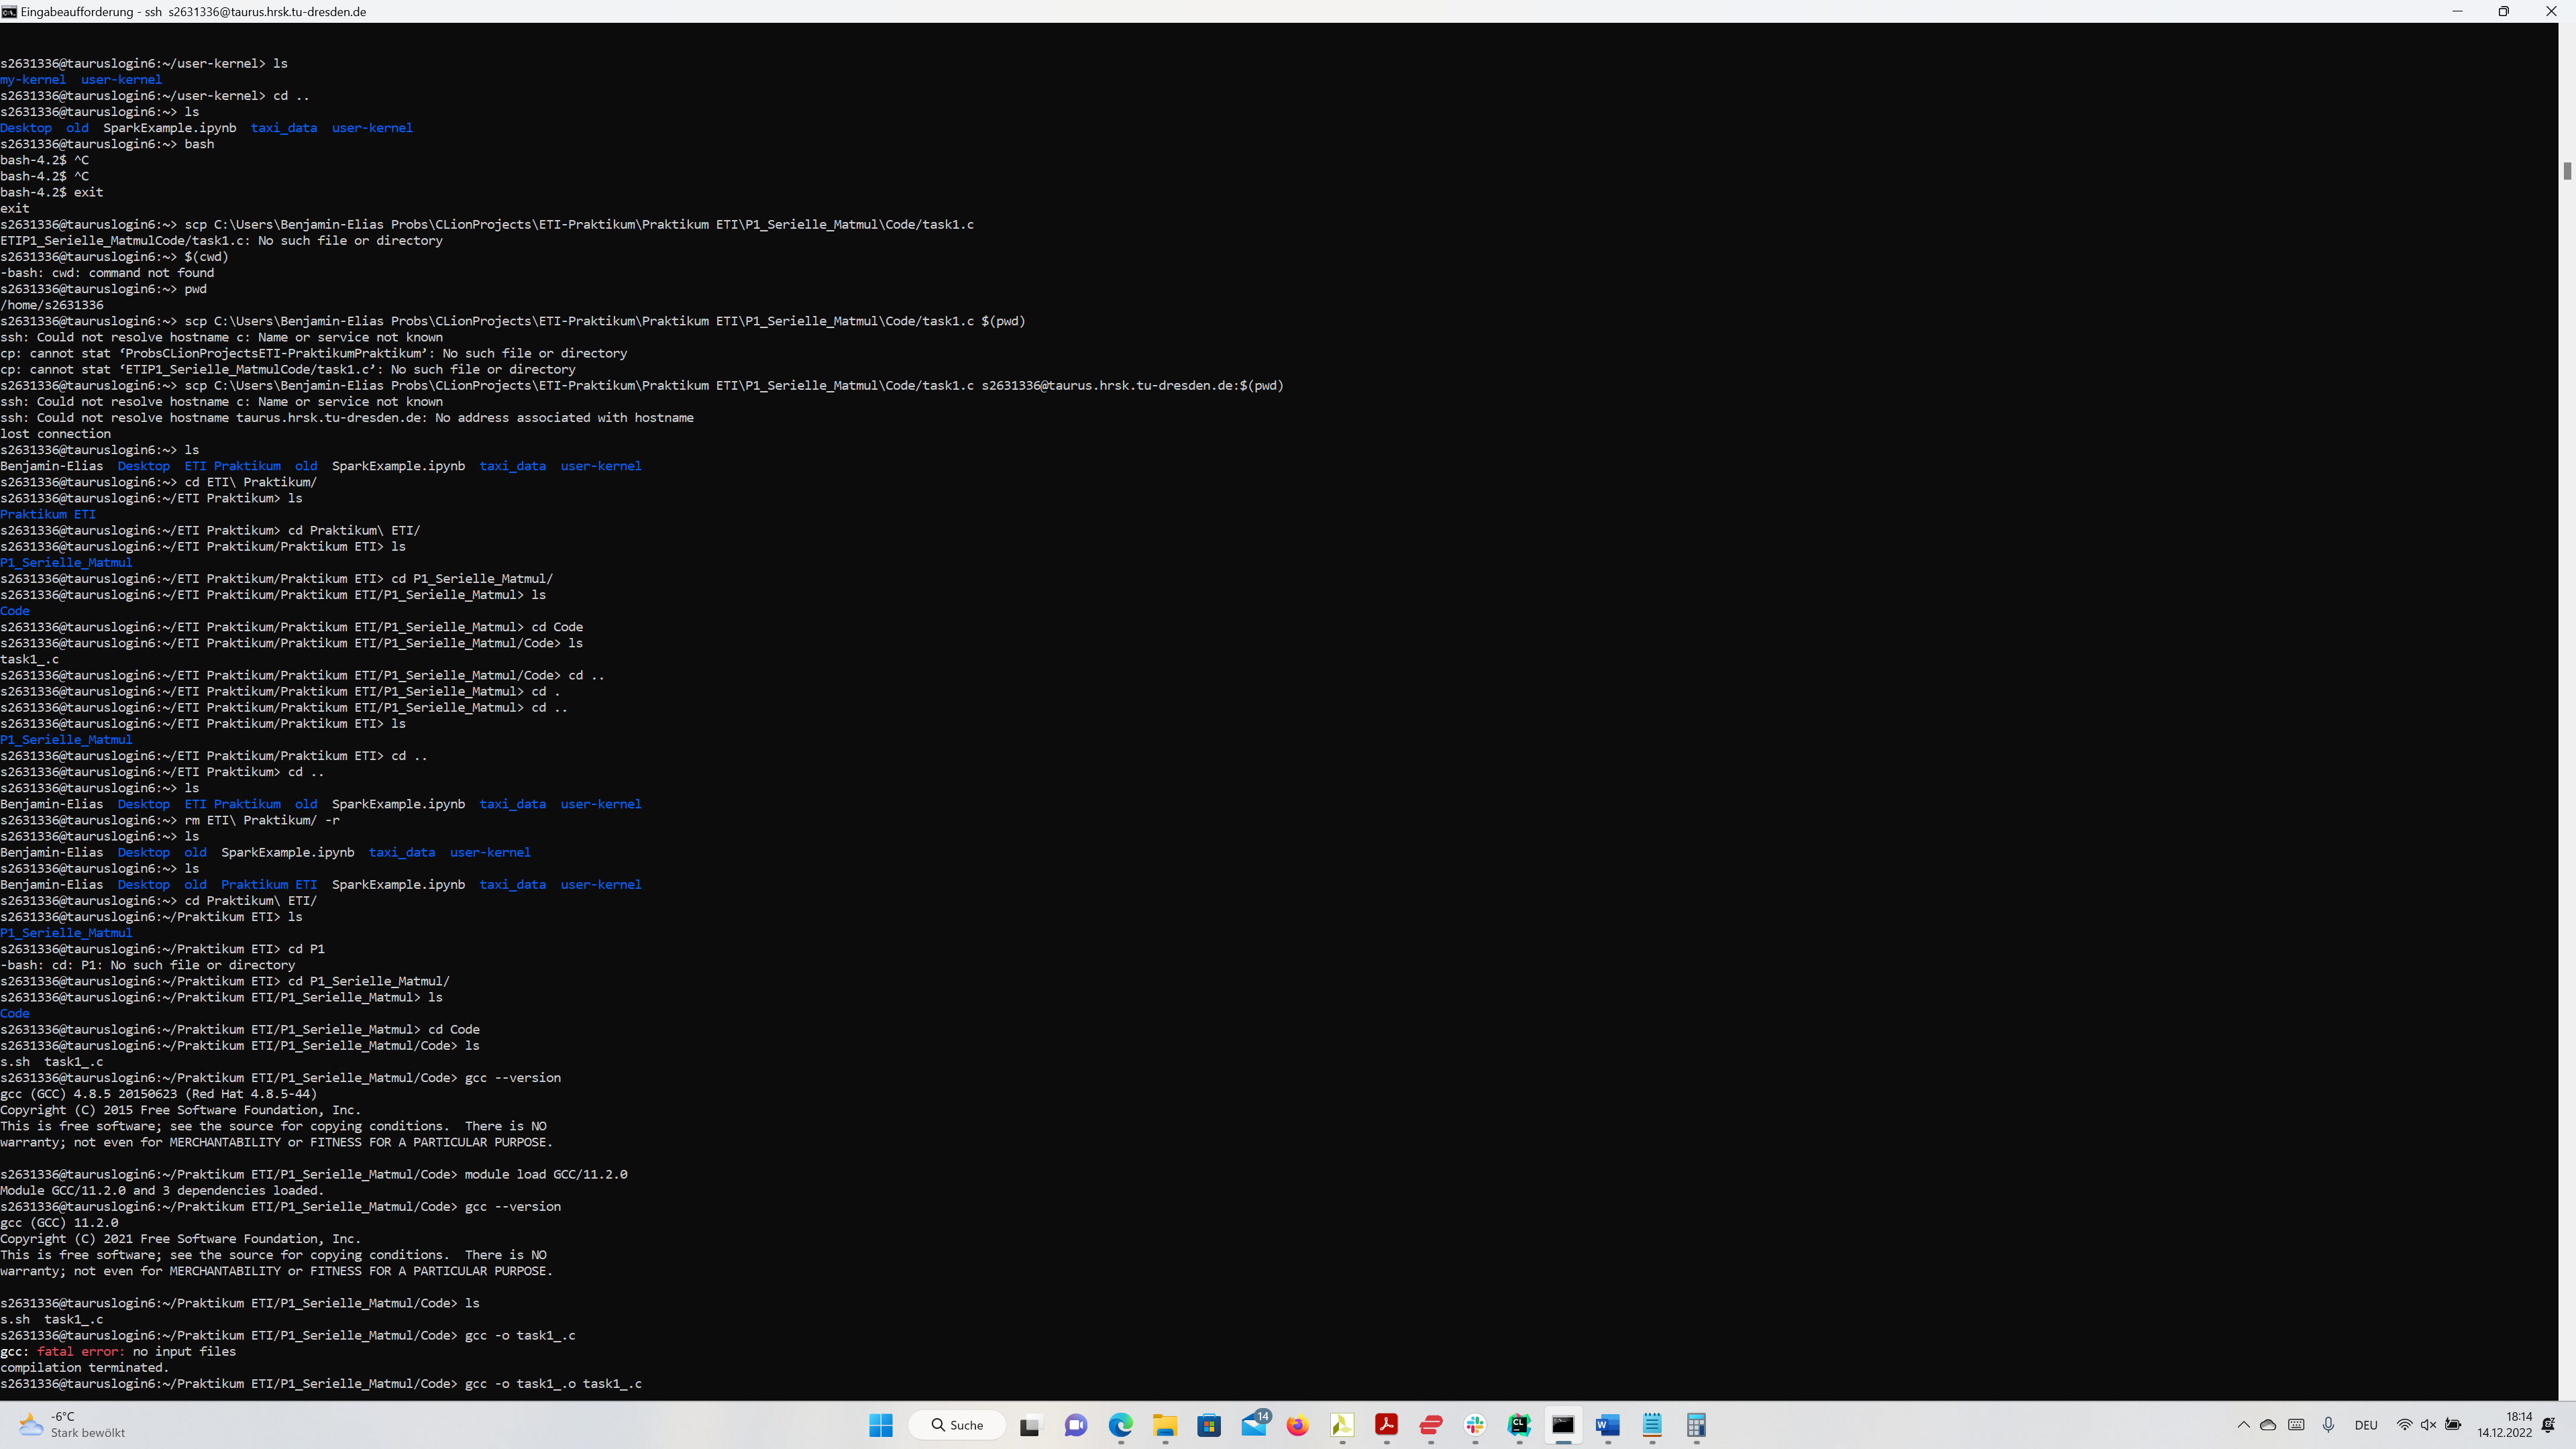 Eingabeaufforderung - ssh  s2631336@taurus.hrsk.tu-dresden.de
s2631336@tauruslogin6:~/user-kernel> ls
my-kernel  user-kernel
s2631336@tauruslogin6:~/user-kernel> cd ..
s2631336@tauruslogin6:~> ls
Desktop  old  SparkExample.ipynb  taxi_data  user-kernel
s2631336@tauruslogin6:~> bash
bash-4.2$ ^C
bash-4.2$ ^C
bash-4.2$ exit
exit
s2631336@tauruslogin6:~> scp C:\Users\Benjamin-Elias Probs\CLionProjects\ETI-Praktikum\Praktikum ETI\P1_Serielle_Matmul\Code/task1.c
ETIP1_Serielle_MatmulCode/task1.c: No such file or directory
s2631336@tauruslogin6:~> $(cwd)
-bash: cwd: command not found
s2631336@tauruslogin6:~> pwd
/home/s2631336
s2631336@tauruslogin6:~> scp C:\Users\Benjamin-Elias Probs\CLionProjects\ETI-Praktikum\Praktikum ETI\P1_Serielle_Matmul\Code/task1.c $(pwd)
ssh: Could not resolve hostname c: Name or service not known
cp: cannot stat ‘ProbsCLionProjectsETI-PraktikumPraktikum’: No such file or directory
cp: cannot stat ‘ETIP1_Serielle_MatmulCode/task1.c’: No such file or directory
s2631336@tauruslogin6:~> scp C:\Users\Benjamin-Elias Probs\CLionProjects\ETI-Praktikum\Praktikum ETI\P1_Serielle_Matmul\Code/task1.c s2631336@taurus.hrsk.tu-dresden.de:$(pwd)
ssh: Could not resolve hostname c: Name or service not known
ssh: Could not resolve hostname taurus.hrsk.tu-dresden.de: No address associated with hostname
lost connection
s2631336@tauruslogin6:~> ls
Benjamin-Elias  Desktop  ETI Praktikum  old  SparkExample.ipynb  taxi_data  user-kernel
s2631336@tauruslogin6:~> cd ETI\ Praktikum/
s2631336@tauruslogin6:~/ETI Praktikum> ls
Praktikum ETI
s2631336@tauruslogin6:~/ETI Praktikum> cd Praktikum\ ETI/
s2631336@tauruslogin6:~/ETI Praktikum/Praktikum ETI> ls
P1_Serielle_Matmul
s2631336@tauruslogin6:~/ETI Praktikum/Praktikum ETI> cd P1_Serielle_Matmul/
s2631336@tauruslogin6:~/ETI Praktikum/Praktikum ETI/P1_Serielle_Matmul> ls
Code
s2631336@tauruslogin6:~/ETI Praktikum/Praktikum ETI/P1_Serielle_Matmul> cd Code
s2631336@tauruslogin6:~/ETI Praktikum/Praktikum ETI/P1_Serielle_Matmul/Code> ls
task1_.c
s2631336@tauruslogin6:~/ETI Praktikum/Praktikum ETI/P1_Serielle_Matmul/Code> cd ..
s2631336@tauruslogin6:~/ETI Praktikum/Praktikum ETI/P1_Serielle_Matmul> cd .
s2631336@tauruslogin6:~/ETI Praktikum/Praktikum ETI/P1_Serielle_Matmul> cd ..
s2631336@tauruslogin6:~/ETI Praktikum/Praktikum ETI> ls
P1_Serielle_Matmul
s2631336@tauruslogin6:~/ETI Praktikum/Praktikum ETI> cd ..
s2631336@tauruslogin6:~/ETI Praktikum> cd ..
s2631336@tauruslogin6:~> ls
Benjamin-Elias  Desktop  ETI Praktikum  old  SparkExample.ipynb  taxi_data  user-kernel
s2631336@tauruslogin6:~> rm ETI\ Praktikum/ -r
s2631336@tauruslogin6:~> ls
Benjamin-Elias  Desktop  old  SparkExample.ipynb  taxi_data  user-kernel
s2631336@tauruslogin6:~> ls
Benjamin-Elias  Desktop  old  Praktikum ETI  SparkExample.ipynb  taxi_data  user-kernel
s2631336@tauruslogin6:~> cd Praktikum\ ETI/
s2631336@tauruslogin6:~/Praktikum ETI> ls
P1_Serielle_Matmul
s2631336@tauruslogin6:~/Praktikum ETI> cd P1
-bash: cd: P1: No such file or directory
s2631336@tauruslogin6:~/Praktikum ETI> cd P1_Serielle_Matmul/
s2631336@tauruslogin6:~/Praktikum ETI/P1_Serielle_Matmul> ls
Code
s2631336@tauruslogin6:~/Praktikum ETI/P1_Serielle_Matmul> cd Code
s2631336@tauruslogin6:~/Praktikum ETI/P1_Serielle_Matmul/Code> ls
s.sh  task1_.c
s2631336@tauruslogin6:~/Praktikum ETI/P1_Serielle_Matmul/Code> gcc --version
gcc (GCC) 4.8.5 20150623 (Red Hat 4.8.5-44)
Copyright (C) 2015 Free Software Foundation, Inc.
This is free software; see the source for copying conditions.  There is NO
warranty; not even for MERCHANTABILITY or FITNESS FOR A PARTICULAR PURPOSE.
s2631336@tauruslogin6:~/Praktikum ETI/P1_Serielle_Matmul/Code> module load GCC/11.2.0
Module GCC/11.2.0 and 3 dependencies loaded.
s2631336@tauruslogin6:~/Praktikum ETI/P1_Serielle_Matmul/Code> gcc --version
gcc (GCC) 11.2.0
Copyright (C) 2021 Free Software Foundation, Inc.
This is free software; see the source for copying conditions.  There is NO
warranty; not even for MERCHANTABILITY or FITNESS FOR A PARTICULAR PURPOSE.
s2631336@tauruslogin6:~/Praktikum ETI/P1_Serielle_Matmul/Code> ls
s.sh  task1_.c
s2631336@tauruslogin6:~/Praktikum ETI/P1_Serielle_Matmul/Code> gcc -o task1_.c
gcc: fatal error: no input files
compilation terminated.
s2631336@tauruslogin6:~/Praktikum ETI/P1_Serielle_Matmul/Code> gcc -o task1_.o task1_.c
-6°C
Stark bewölkt
Suche
14
CL
W
DEU
18:14
14.12.2022